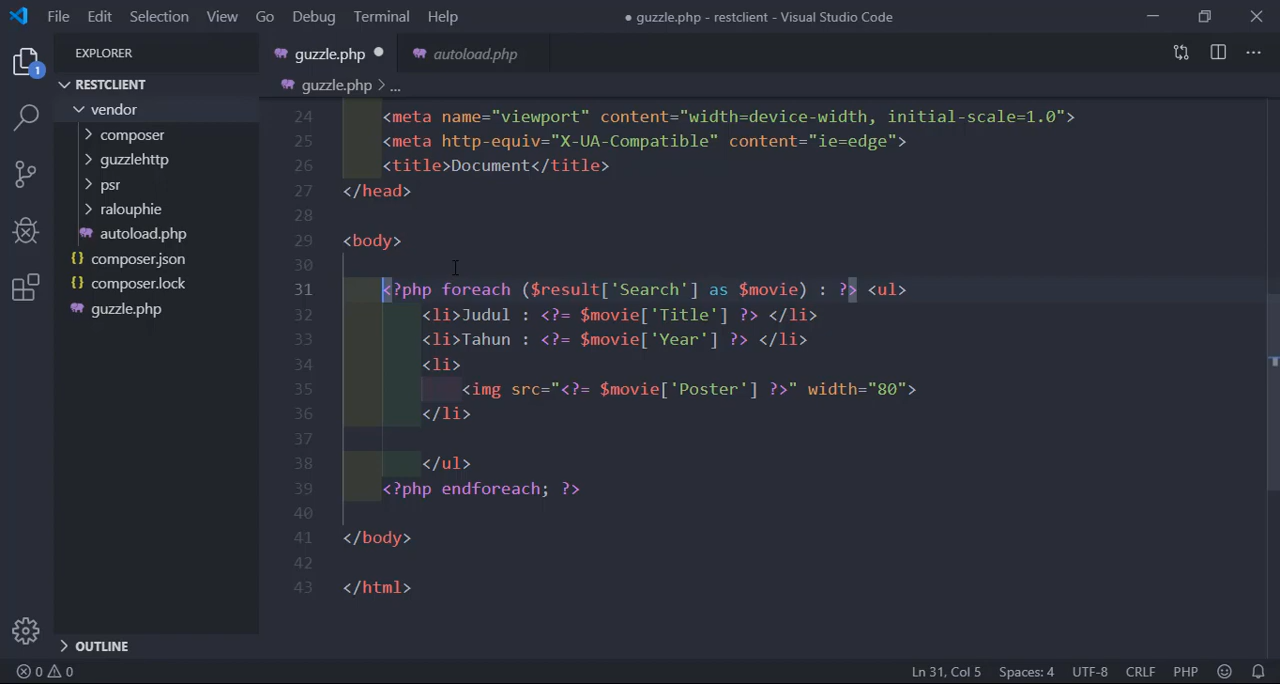 File Edit Selection View Go Debug Terminal Help ● guzzle.php - restclient - Visual Studio Code
EXPLORER
1
RESTCLIENT
vendor
composer
guzzlehttp
psr
ralouphie
autoload.php
{} composer.json
{} composer.lock
guzzle.php
OUTLINE
guzzle.php ● autoload.php
guzzle.php > ...
24 <meta name="viewport" content="width=device-width, initial-scale=1.0">
25 <meta http-equiv="X-UA-Compatible" content="ie=edge">
26 <title>Document</title>
27 </head>
28
29 <body>
30
31 <?php foreach ($result['Search'] as $movie) : ?> <ul>
32 <li>Judul : <?= $movie['Title'] ?> </li>
33 <li>Tahun : <?= $movie['Year'] ?> </li>
34 <li>
35 <img src="<?= $movie['Poster'] ?>" width="80">
36 </li>
37
38 </ul>
39 <?php endforeach; ?>
40
41 </body>
42
43 </html>
0 0 Ln 31, Col 5 Spaces: 4 UTF-8 CRLF PHP